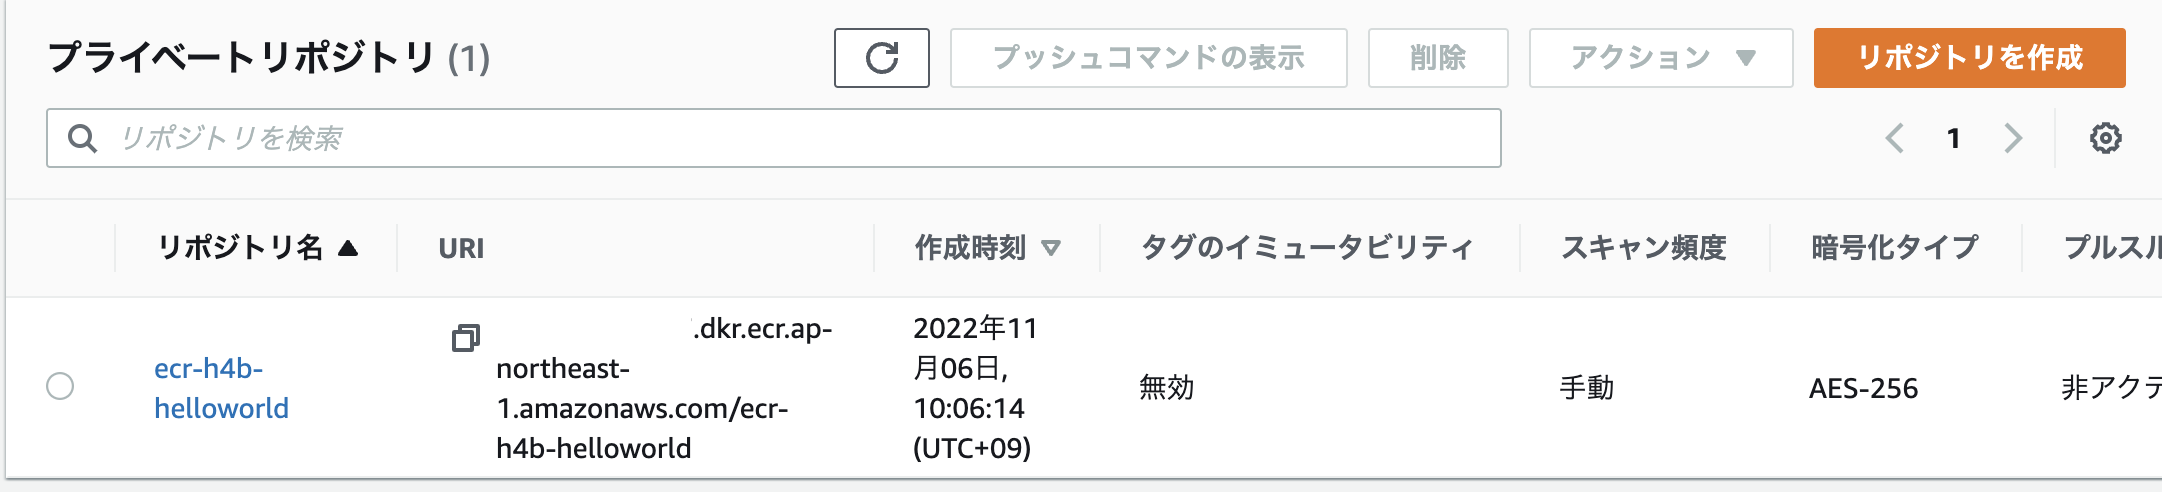 プライベートリポジトリ (1)
プッシュコマンドの表示
削除
アクション ▼
リポジトリを作成
リポジトリを検索
1
リポジトリ名 ▲
URI
作成時刻 ▽
タグのイミュータビリティ
スキャン頻度
暗号化タイプ
プルスル
ecr-h4b-
helloworld
.dkr.ecr.ap-
northeast-
1.amazonaws.com/ecr-
h4b-helloworld
2022年11
月06日,
10:06:14
(UTC+09)
無効
手動
AES-256
非アクテ